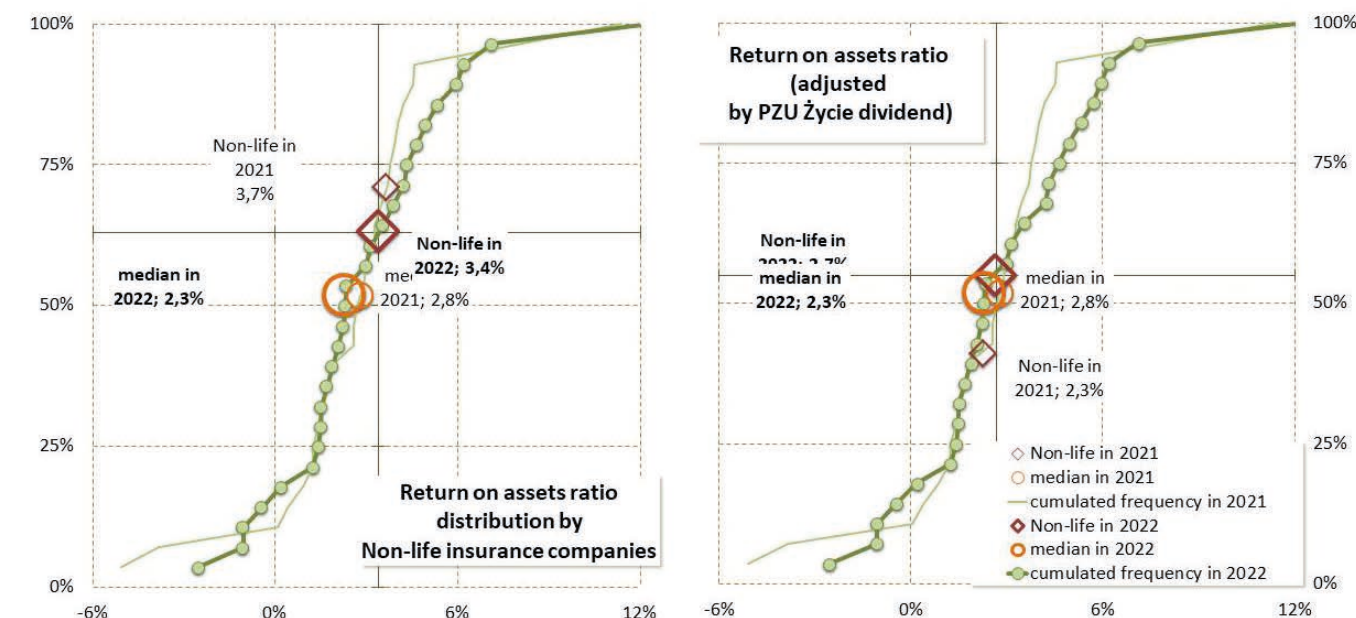 100%
75%
50%
25%
0%
-6%
0%
6%
12%
Non-life in
2021
3,7%
Non-life in
2022; 3,4%
median in
2022; 2,3%
2021; 2,8%
Return on assets ratio
distribution by
Non-life insurance companies
Return on assets ratio
(adjusted
by PZU Życie dividend)
100%
75%
50%
25%
0%
-6%
0%
6%
12%
Non-life in
2022; 2,7%
median in
2022; 2,3%
median in
2021; 2,8%
Non-life in
2021; 2,3%
Non-life in 2021
median in 2021
cumulated frequency in 2021
Non-life in 2022
median in 2022
cumulated frequency in 2022